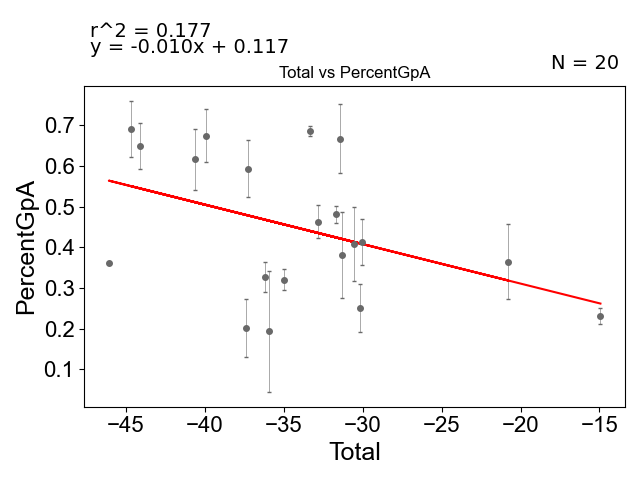 r^2 = 0.177
y = -0.010x + 0.117
N = 20
Total vs PercentGpA
0.7
0.6
0.5
0.4
0.3
0.2
0.1
PercentGpA
−45 −40 −35 −30 −25 −20 −15
Total